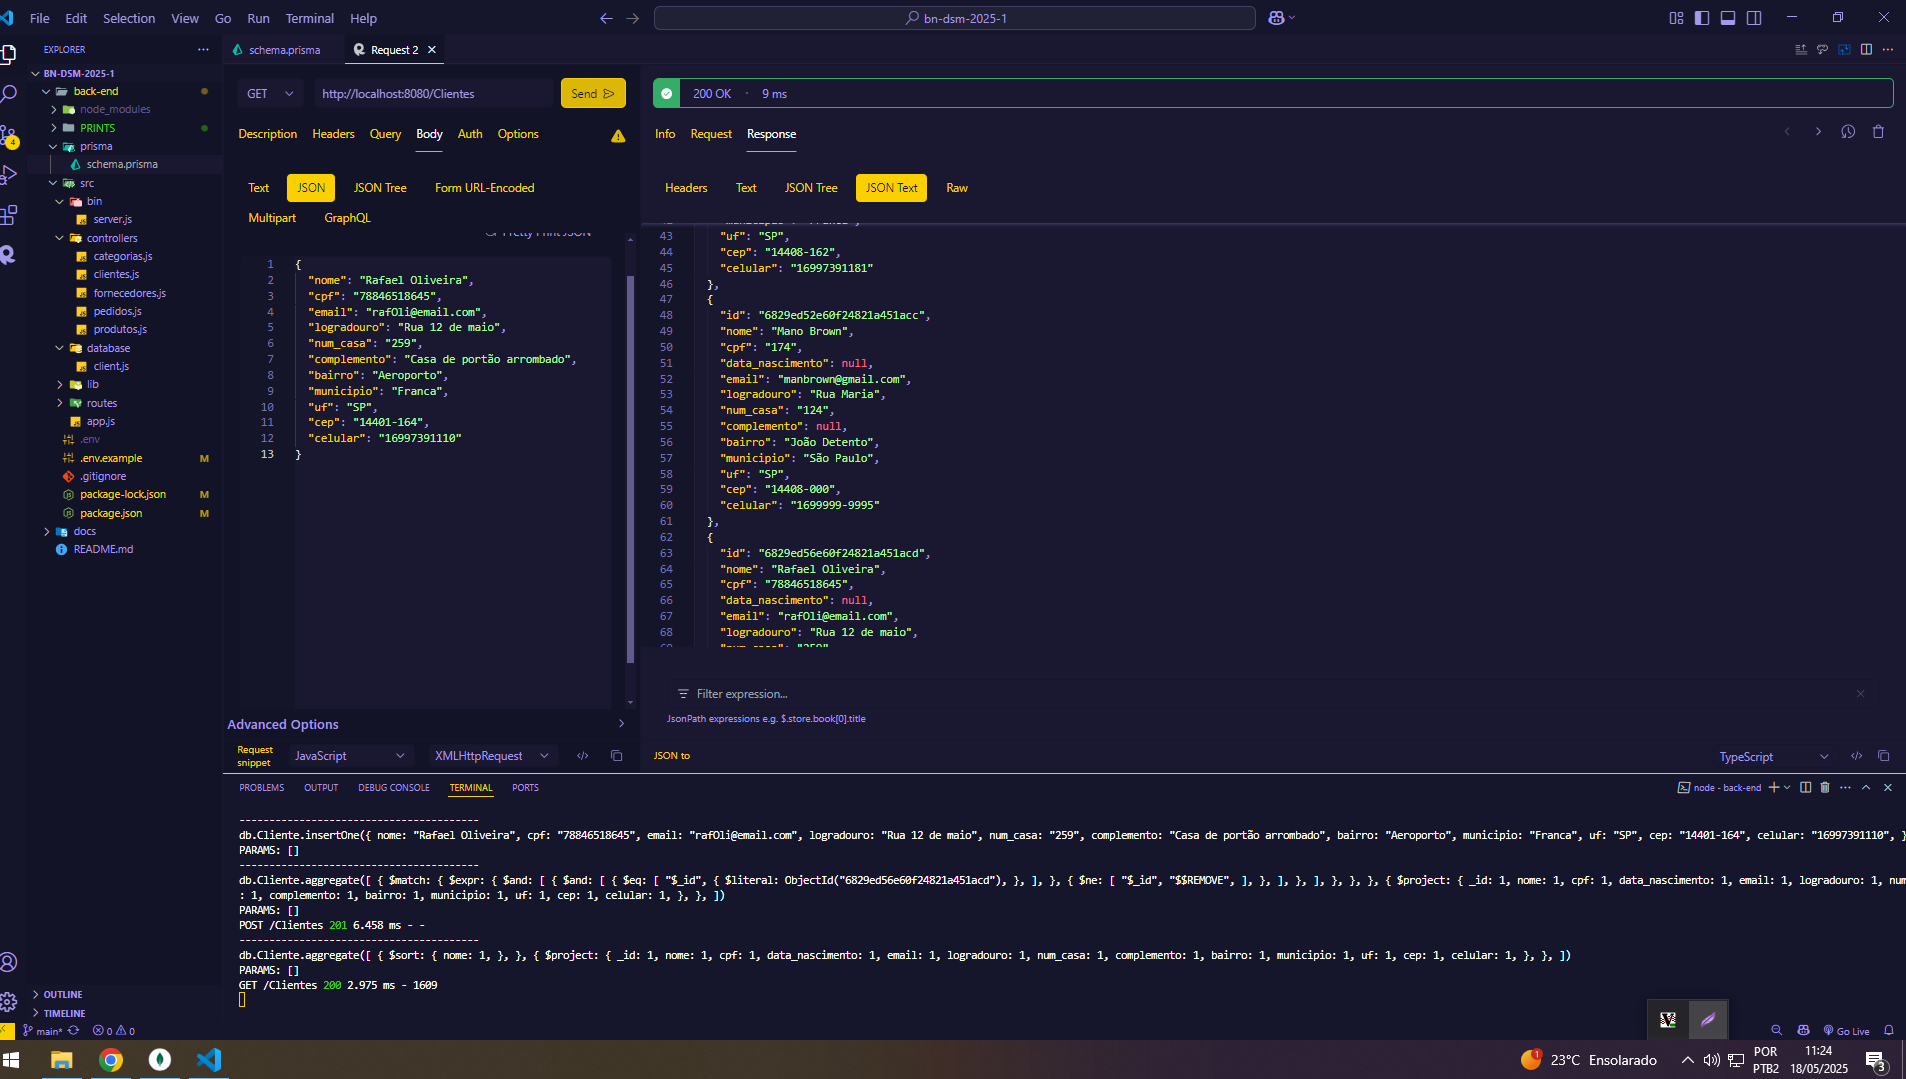 File Edit Selection View Go Run Terminal Help
bn-dsm-2025-1
EXPLORER
schema.prisma
Request 2
BN-DSM-2025-1
back-end
node_modules
PRINTS
prisma
schema.prisma
src
bin
server.js
controllers
categorias.js
clientes.js
fornecedores.js
pedidos.js
produtos.js
database
client.js
lib
routes
app.js
.env
.env.example M
.gitignore
package-lock.json M
package.json M
docs
README.md
OUTLINE
TIMELINE
GET
http://localhost:8080/Clientes
Send
Description Headers Query Body Auth Options
Text JSON JSON Tree Form URL-Encoded
Multipart GraphQL
Pretty Print JSON
1 {
2 "nome": "Rafael Oliveira",
3 "cpf": "78846518645",
4 "email": "rafOli@email.com",
5 "logradouro": "Rua 12 de maio",
6 "num_casa": "259",
7 "complemento": "Casa de portão arrombado",
8 "bairro": "Aeroporto",
9 "municipio": "Franca",
10 "uf": "SP",
11 "cep": "14401-164",
12 "celular": "16997391110"
13 }
Advanced Options
Request snippet
JavaScript
XMLHttpRequest
200 OK · 9 ms
Info Request Response
Headers Text JSON Tree JSON Text Raw
43 "uf": "SP",
44 "cep": "14408-162",
45 "celular": "16997391181"
46 },
47 {
48 "id": "6829ed52e60f24821a451acc",
49 "nome": "Mano Brown",
50 "cpf": "174",
51 "data_nascimento": null,
52 "email": "manbrown@gmail.com",
53 "logradouro": "Rua Maria",
54 "num_casa": "124",
55 "complemento": null,
56 "bairro": "João Detento",
57 "municipio": "São Paulo",
58 "uf": "SP",
59 "cep": "14408-000",
60 "celular": "1699999-9995"
61 },
62 {
63 "id": "6829ed56e60f24821a451acd",
64 "nome": "Rafael Oliveira",
65 "cpf": "78846518645",
66 "data_nascimento": null,
67 "email": "rafOli@email.com",
68 "logradouro": "Rua 12 de maio",
Filter expression...
JsonPath expressions e.g. $.store.book[0].title
JSON to
TypeScript
PROBLEMS OUTPUT DEBUG CONSOLE TERMINAL PORTS
node - back-end
----------------------------------------
db.Cliente.insertOne({ nome: "Rafael Oliveira", cpf: "78846518645", email: "rafOli@email.com", logradouro: "Rua 12 de maio", num_casa: "259", complemento: "Casa de portão arrombado", bairro: "Aeroporto", municipio: "Franca", uf: "SP", cep: "14401-164", celular: "16997391110", }
PARAMS: []
----------------------------------------
db.Cliente.aggregate([ { $match: { $expr: { $and: [ { $and: [ { $eq: [ "$_id", { $literal: ObjectId("6829ed56e60f24821a451acd"), }, ], }, { $ne: [ "$_id", "$$REMOVE", ], }, ], }, ], }, }, }, { $project: { _id: 1, nome: 1, cpf: 1, data_nascimento: 1, email: 1, logradouro: 1, num
: 1, complemento: 1, bairro: 1, municipio: 1, uf: 1, cep: 1, celular: 1, }, }, ])
PARAMS: []
POST /Clientes 201 6.458 ms - -
----------------------------------------
db.Cliente.aggregate([ { $sort: { nome: 1, }, }, { $project: { _id: 1, nome: 1, cpf: 1, data_nascimento: 1, email: 1, logradouro: 1, num_casa: 1, complemento: 1, bairro: 1, municipio: 1, uf: 1, cep: 1, celular: 1, }, }, ])
PARAMS: []
GET /Clientes 200 2.975 ms - 1609
main* 0 0
Go Live
23°C Ensolarado
POR
PTB2
11:24
18/05/2025
3